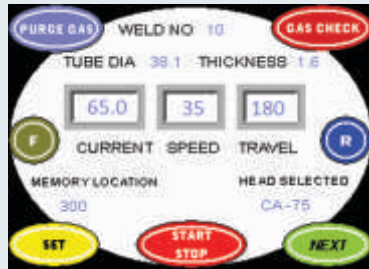 PURGE GAS WELD NO 10 GAS CHECK
TUBE DIA 38.1 THICKNESS 1.6
65.0 35 180
F CURRENT SPEED TRAVEL R
MEMORY LOCATION HEAD SELECTED
300 CA-75
SET START STOP NEXT